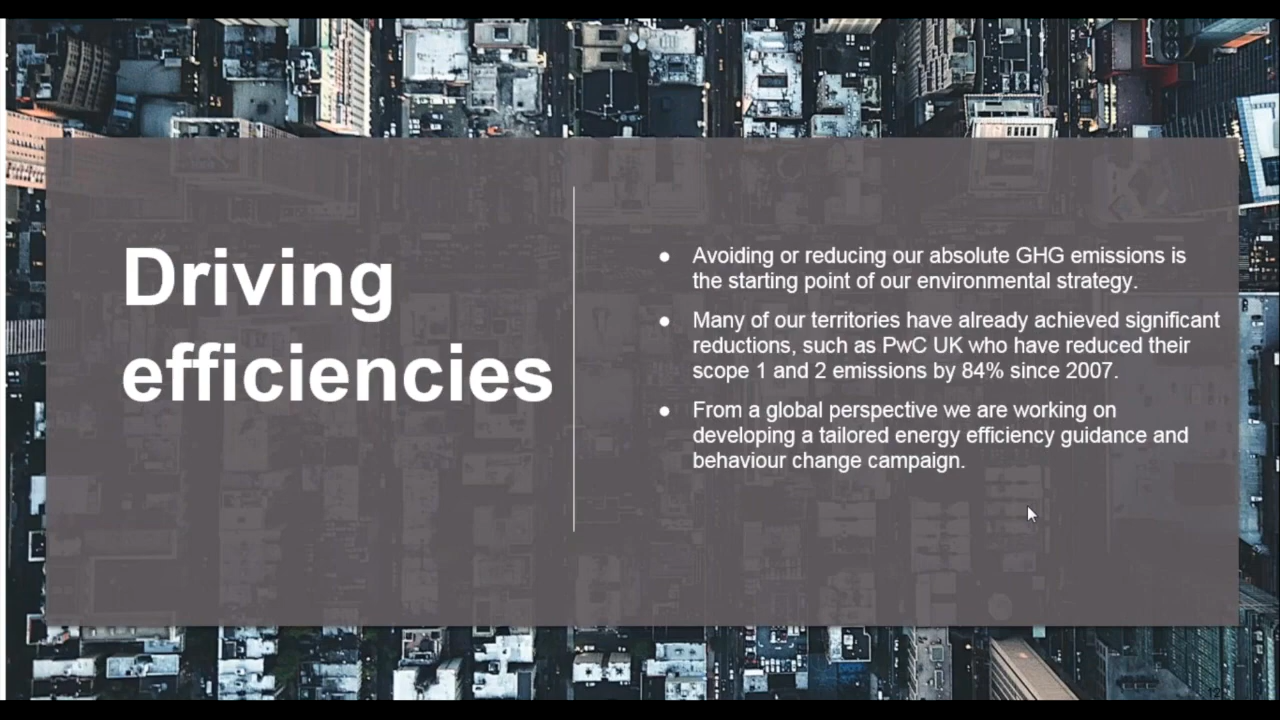 Driving
efficiencies
● Avoiding or reducing our absolute GHG emissions is
the starting point of our environmental strategy.
● Many of our territories have already achieved significant
reductions, such as PwC UK who have reduced their
scope 1 and 2 emissions by 84% since 2007.
● From a global perspective we are working on
developing a tailored energy efficiency guidance and
behaviour change campaign.